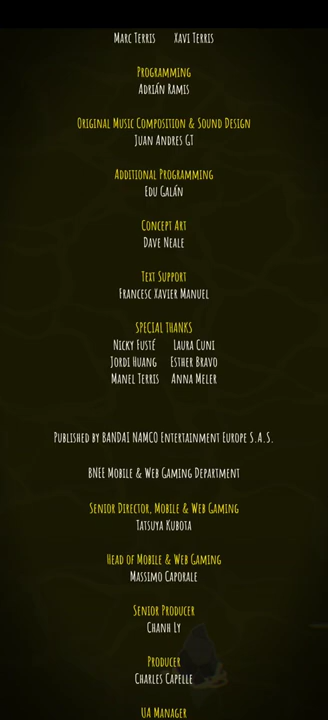 Marc Terris Xavi Terris
Programming
Adrián Ramis
Original Music Composition & Sound Design
Juan Andres GT
Additional Programming
Edu Galán
Concept Art
Dave Neale
Text Support
Francesc Xavier Manuel
SPECIAL THANKS
Nicky Fusté Laura Cuni
Jordi Huang Esther Bravo
Manel Terris Anna Meler
Published by BANDAI NAMCO Entertainment Europe S.A.S.
BNEE Mobile & Web Gaming Department
Senior Director, Mobile & Web Gaming
Tatsuya Kubota
Head of Mobile & Web Gaming
Massimo Caporale
Senior Producer
Chanh Ly
Producer
Charles Capelle
UA Manager